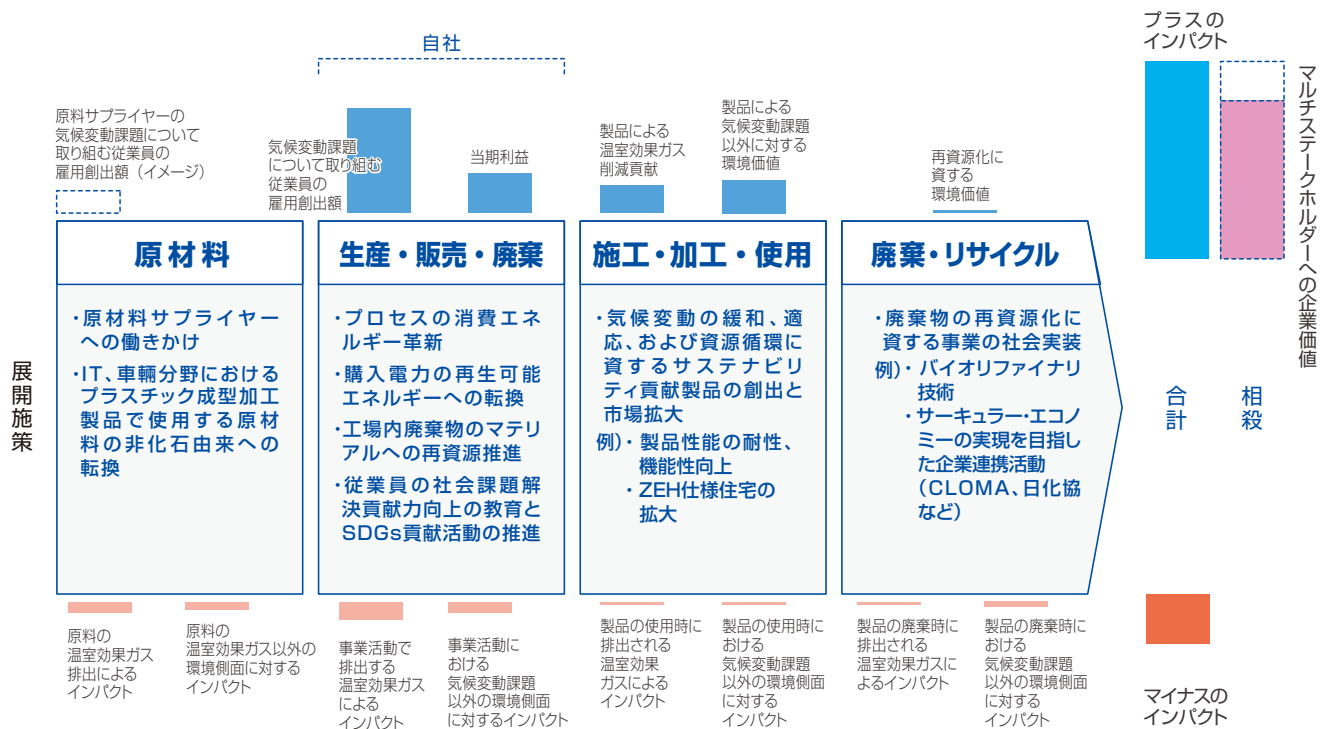 自社
原料サプライヤーの
気候変動課題について
取り組む従業員の
雇用創出額（イメージ）
気候変動課題
について取り組む
従業員の
雇用創出額
当期利益
製品による
温室効果ガス
削減貢献
製品による
気候変動課題
以外に対する
環境価値
再資源化に
資する
環境価値
プラスの
インパクト
マルチステークホルダーへの企業価値
展開施策
原材料
・原材料サプライヤー
への働きかけ
・IT、車輛分野における
プラスチック成型加工
製品で使用する原材
料の非化石由来への
転換
生産・販売・廃棄
・プロセスの消費エネ
ルギー革新
・購入電力の再生可能
エネルギーへの転換
・工場内廃棄物のマテリ
アルへの再資源推進
・従業員の社会課題解
決貢献力向上の教育と
SDGs貢献活動の推進
施工・加工・使用
・気候変動の緩和、適
応、および資源循環に
資するサステナビリ
ティ貢献製品の創出と
市場拡大
例）・製品性能の耐性、
機能性向上
・ZEH仕様住宅の
拡大
廃棄・リサイクル
・廃棄物の再資源化に
資する事業の社会実装
例）・バイオリファイナリ
技術
・サーキュラー・エコノ
ミーの実現を目指し
た企業連携活動
（CLOMA、日化協
など）
合計
相殺
原料の
温室効果ガス
排出による
インパクト
原料の
温室効果ガス以外の
環境側面に対する
インパクト
事業活動で
排出する
温室効果ガス
による
インパクト
事業活動に
おける
気候変動課題
以外の環境側面
に対するインパクト
製品の使用時に
排出される
温室効果
ガスによる
インパクト
製品の使用時に
おける
気候変動課題
以外の環境側面
に対する
インパクト
製品の廃棄時に
排出される
温室効果ガスに
よるインパクト
製品の廃棄時に
おける
気候変動課題
以外の環境側面
に対する
インパクト
マイナスの
インパクト